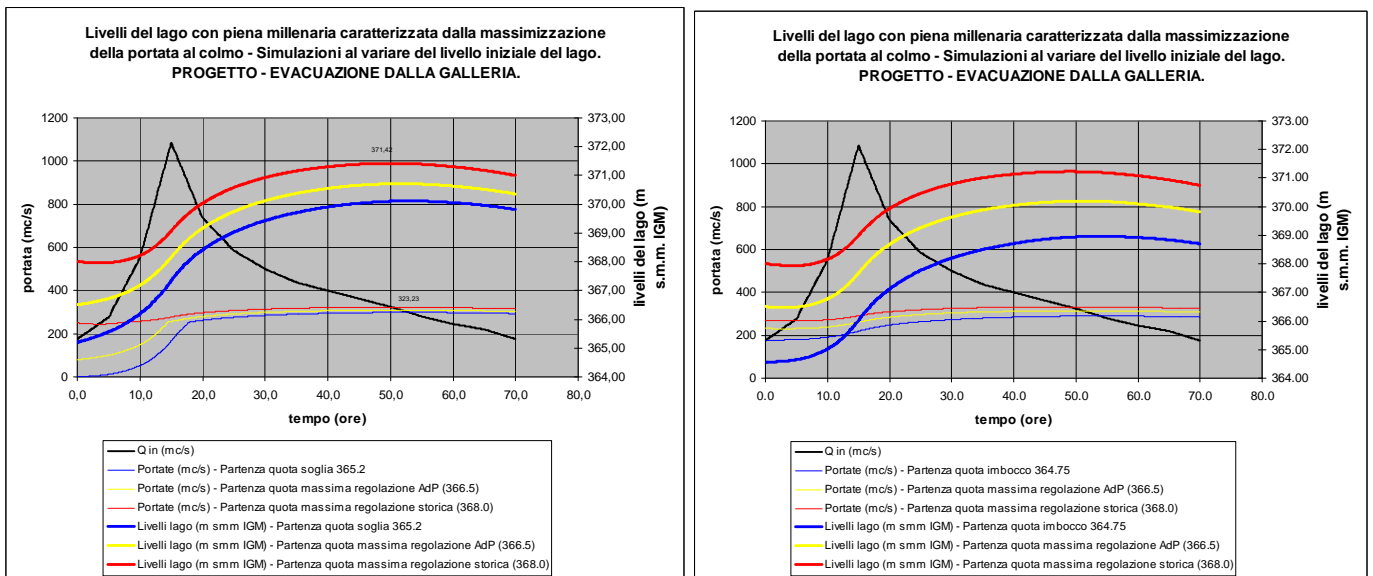 Livelli del lago con piena millenaria caratterizzata dalla massimizzazione
della portata al colmo - Simulazioni al variare del livello iniziale del lago.
PROGETTO - EVACUAZIONE DALLA GALLERIA.
portata (mc/s)
1200
1000
800
600
400
200
0
371,42
323,23
373,00
372,00
371,00
370,00
369,00
368,00
367,00
366,00
365,00
364,00
livelli del lago (m
s.m.m. IGM)
0,0 10,0 20,0 30,0 40,0 50,0 60,0 70,0 80,0
tempo (ore)
Q in (mc/s)
Portate (mc/s) - Partenza quota soglia 365.2
Portate (mc/s) - Partenza quota massima regolazione AdP (366.5)
Portate (mc/s) - Partenza quota massima regolazione storica (368.0)
Livelli lago (m smm IGM) - Partenza quota soglia 365.2
Livelli lago (m smm IGM) - Partenza quota massima regolazione AdP (366.5)
Livelli lago (m smm IGM) - Partenza quota massima regolazione storica (368.0)
Livelli del lago con piena millenaria caratterizzata dalla massimizzazione
della portata al colmo - Simulazioni al variare del livello iniziale del lago.
PROGETTO - EVACUAZIONE DALLA GALLERIA.
portata (mc/s)
1200
1000
800
600
400
200
0
373.00
372.00
371.00
370.00
369.00
368.00
367.00
366.00
365.00
364.00
livelli del lago (m
s.m.m. IGM)
0.0 10.0 20.0 30.0 40.0 50.0 60.0 70.0 80.0
tempo (ore)
Q in (mc/s)
Portate (mc/s) - Partenza quota imbocco 364.75
Portate (mc/s) - Partenza quota massima regolazione AdP (366.5)
Portate (mc/s) - Partenza quota massima regolazione storica (368.0)
Livelli lago (m smm IGM) - Partenza quota imbocco 364.75
Livelli lago (m smm IGM) - Partenza quota massima regolazione AdP (366.5)
Livelli lago (m smm IGM) - Partenza quota massima regolazione storica (368.0)